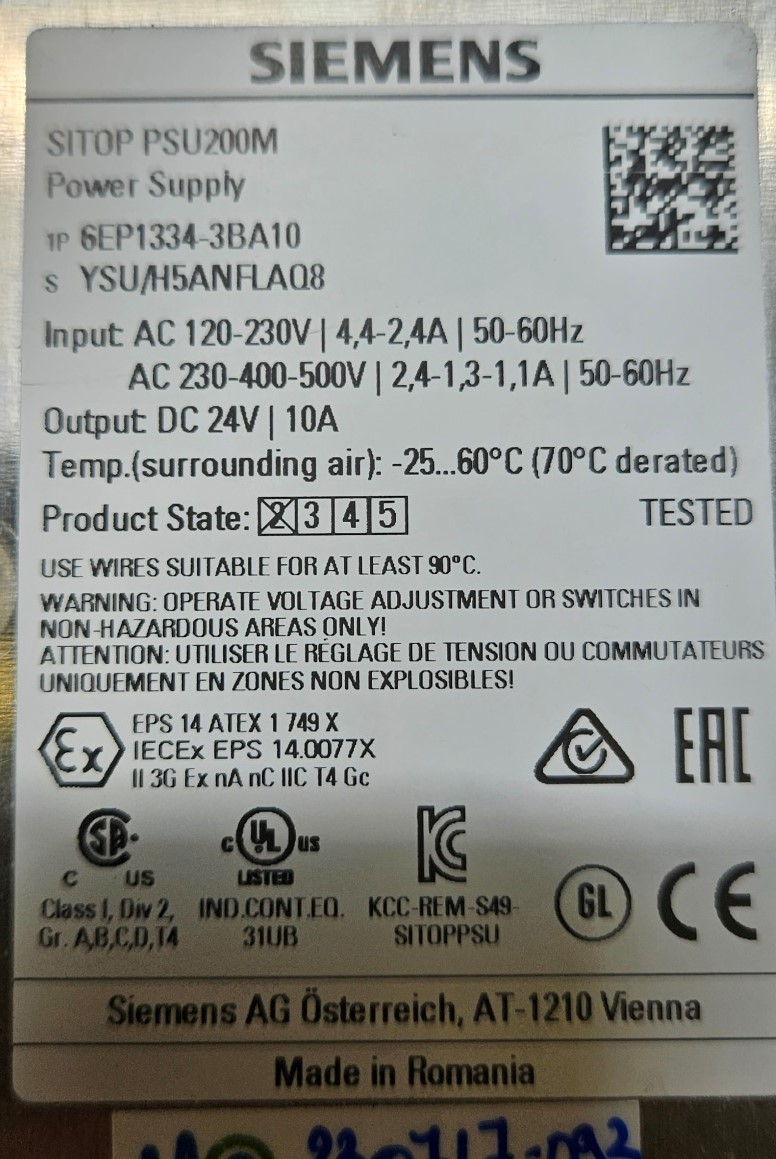 SIEMENS
SITOP PSU200M
Power Supply
1P 6EP1334-3BA10
S YSU/H5ANFLAQ8
Input: AC 120-230V | 4,4-2,4A | 50-60Hz
AC 230-400-500V | 2,4-1,3-1,1A | 50-60Hz
Output: DC 24V | 10A
Temp.(surrounding air): -25...60°C (70°C derated)
Product State: 2 3 4 5 TESTED
USE WIRES SUITABLE FOR AT LEAST 90°C.
WARNING: OPERATE VOLTAGE ADJUSTMENT OR SWITCHES IN
NON-HAZARDOUS AREAS ONLY!
ATTENTION: UTILISER LE RÉGLAGE DE TENSION OU COMMUTATEURS
UNIQUEMENT EN ZONES NON EXPLOSIBLES!
Ex
EPS 14 ATEX 1 749 X
IECEx EPS 14.0077X
II 3G Ex nA nC IIC T4 Gc
EAC
SA
C US
Class I, Div 2,
Gr. A,B,C,D,T4
c UL us
LISTED
IND.CONT.EQ.
31UB
KC
KCC-REM-S49-
SITOPPSU
GL
CE
Siemens AG Österreich, AT-1210 Vienna
Made in Romania